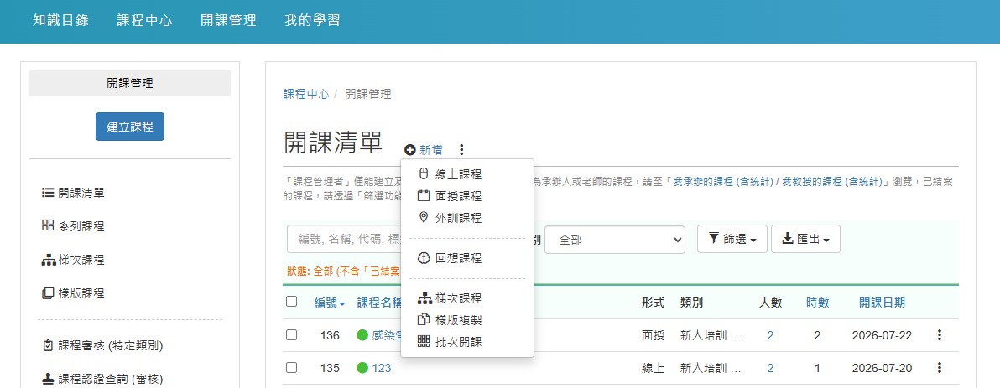 知識目錄 課程中心 開課管理 我的學習
開課管理
建立課程
開課清單
系列課程
梯次課程
樣版課程
課程審核 (特定類別)
課程認證查詢 (審核)
課程中心 / 開課管理
開課清單 新增
線上課程
面授課程
外訓課程
回想課程
梯次課程
樣版複製
批次開課
「課程管理者」僅能建立及 為承辦人或老師的課程，請至「我承辦的課程 (含統計) / 我教授的課程 (含統計)」瀏覽，已結案
的課程，請透過「篩選功能
編號, 名稱, 代碼, 標 別 全部 篩選 匯出
狀態: 全部 (不含「已結案
編號 課程名稱 形式 類別 人數 時數 開課日期
136 感染管 面授 新人培訓 ... 2 2 2026-07-22
135 123 線上 新人培訓 ... 2 1 2026-07-20